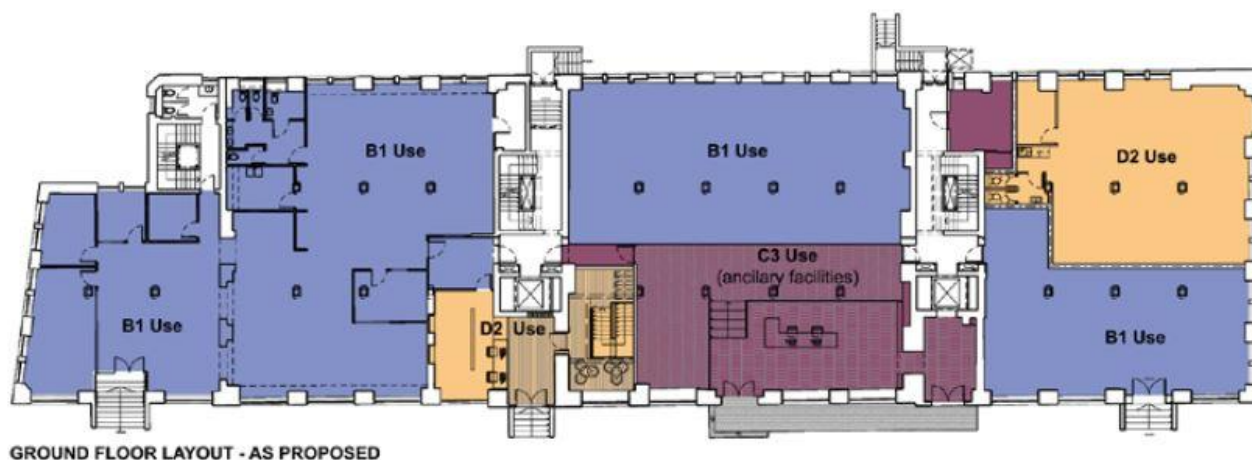 B1 Use
B1 Use
D2 Use
C3 Use
(ancilary facilities)
B1 Use
D2 Use
B1 Use
GROUND FLOOR LAYOUT - AS PROPOSED